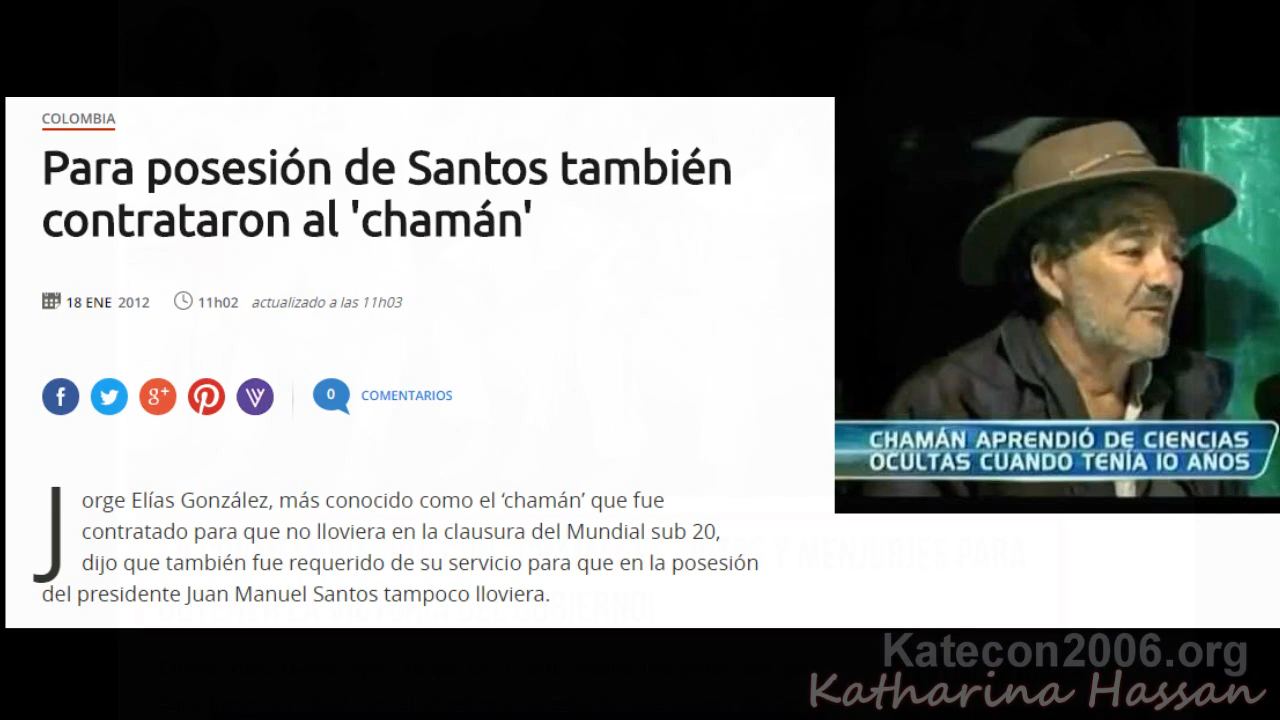 COLOMBIA
Para posesión de Santos también
contrataron al 'chamán'
18 ENE 2012 11h02 actualizado a las 11h03
0 COMENTARIOS
Jorge Elías González, más conocido como el ‘chamán’ que fue
contratado para que no lloviera en la clausura del Mundial sub 20,
dijo que también fue requerido de su servicio para que en la posesión
del presidente Juan Manuel Santos tampoco lloviera.
CHAMÁN APRENDIÓ DE CIENCIAS
OCULTAS CUANDO TENÍA 10 AÑOS
Katecon2006.org
Katharina Hassan